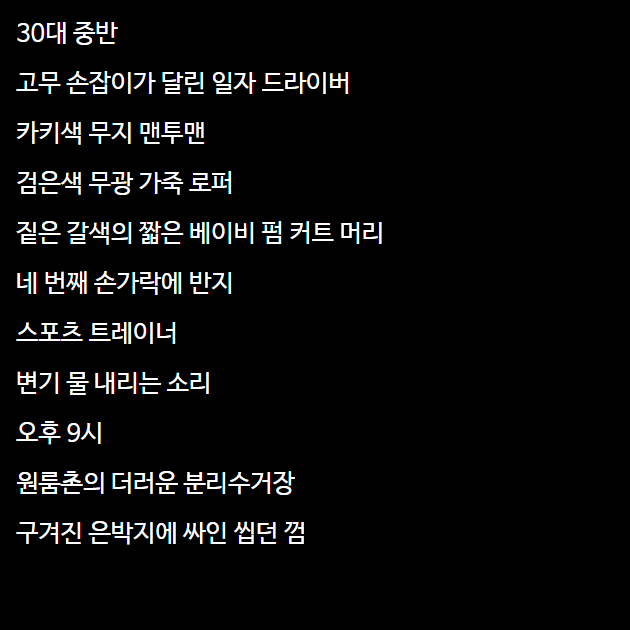 30대 중반
고무 손잡이가 달린 일자 드라이버
카키색 무지 맨투맨
검은색 무광 가죽 로퍼
짙은 갈색의 짧은 베이비 펌 커트 머리
네 번째 손가락에 반지
스포츠 트레이너
변기 물 내리는 소리
오후 9시
원룸촌의 더러운 분리수거장
구겨진 은박지에 싸인 씹던 껌